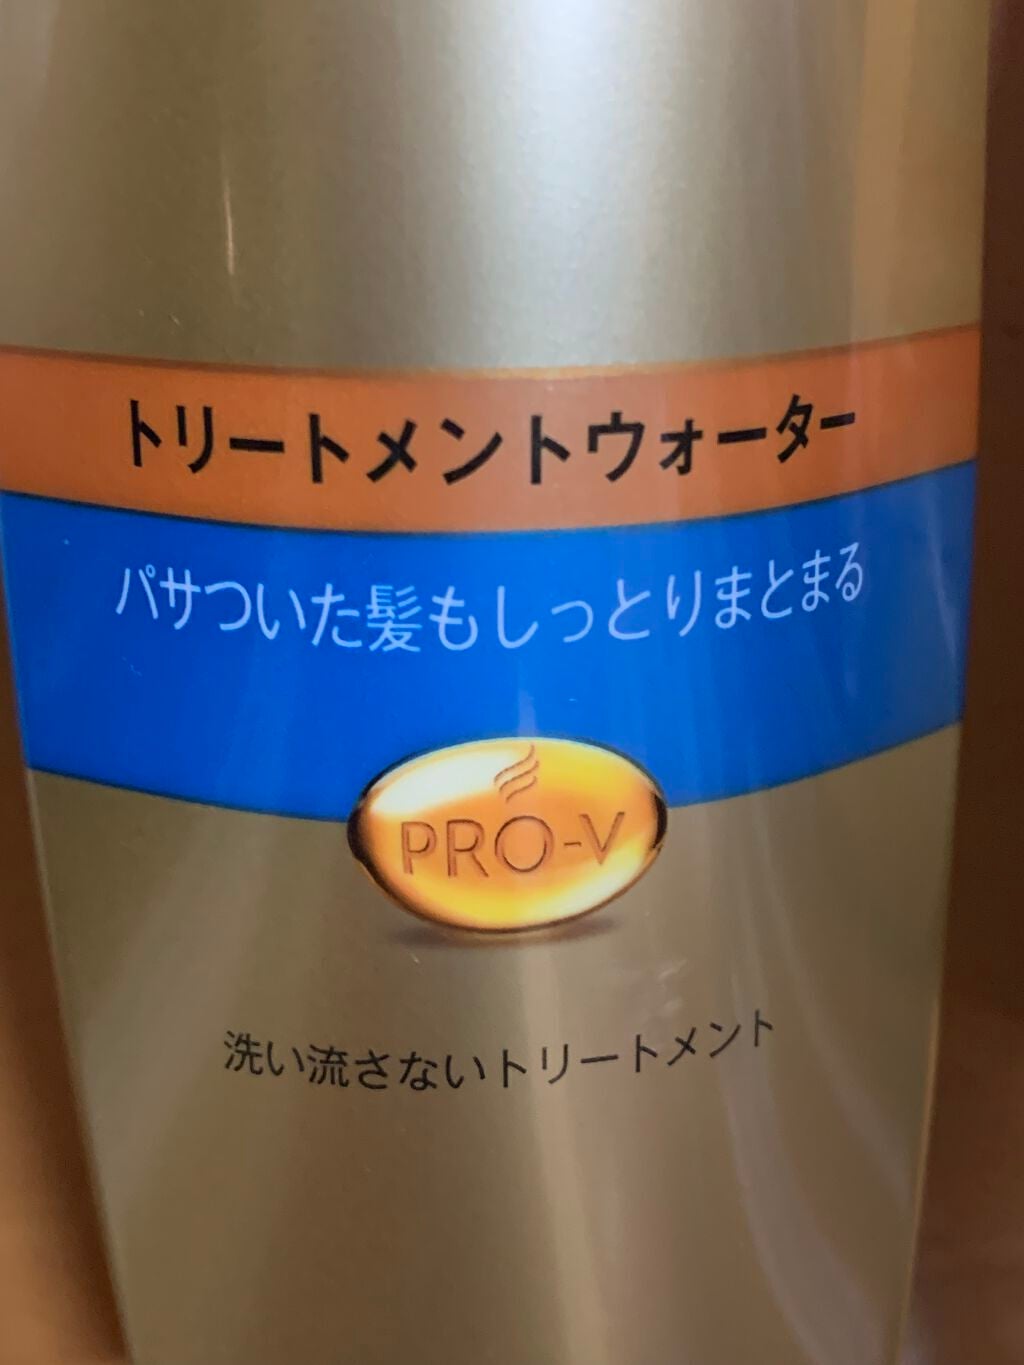 トリートメントウォーター
パサついた髪もしっとりまとまる
PRO-V
洗い流さないトリートメント